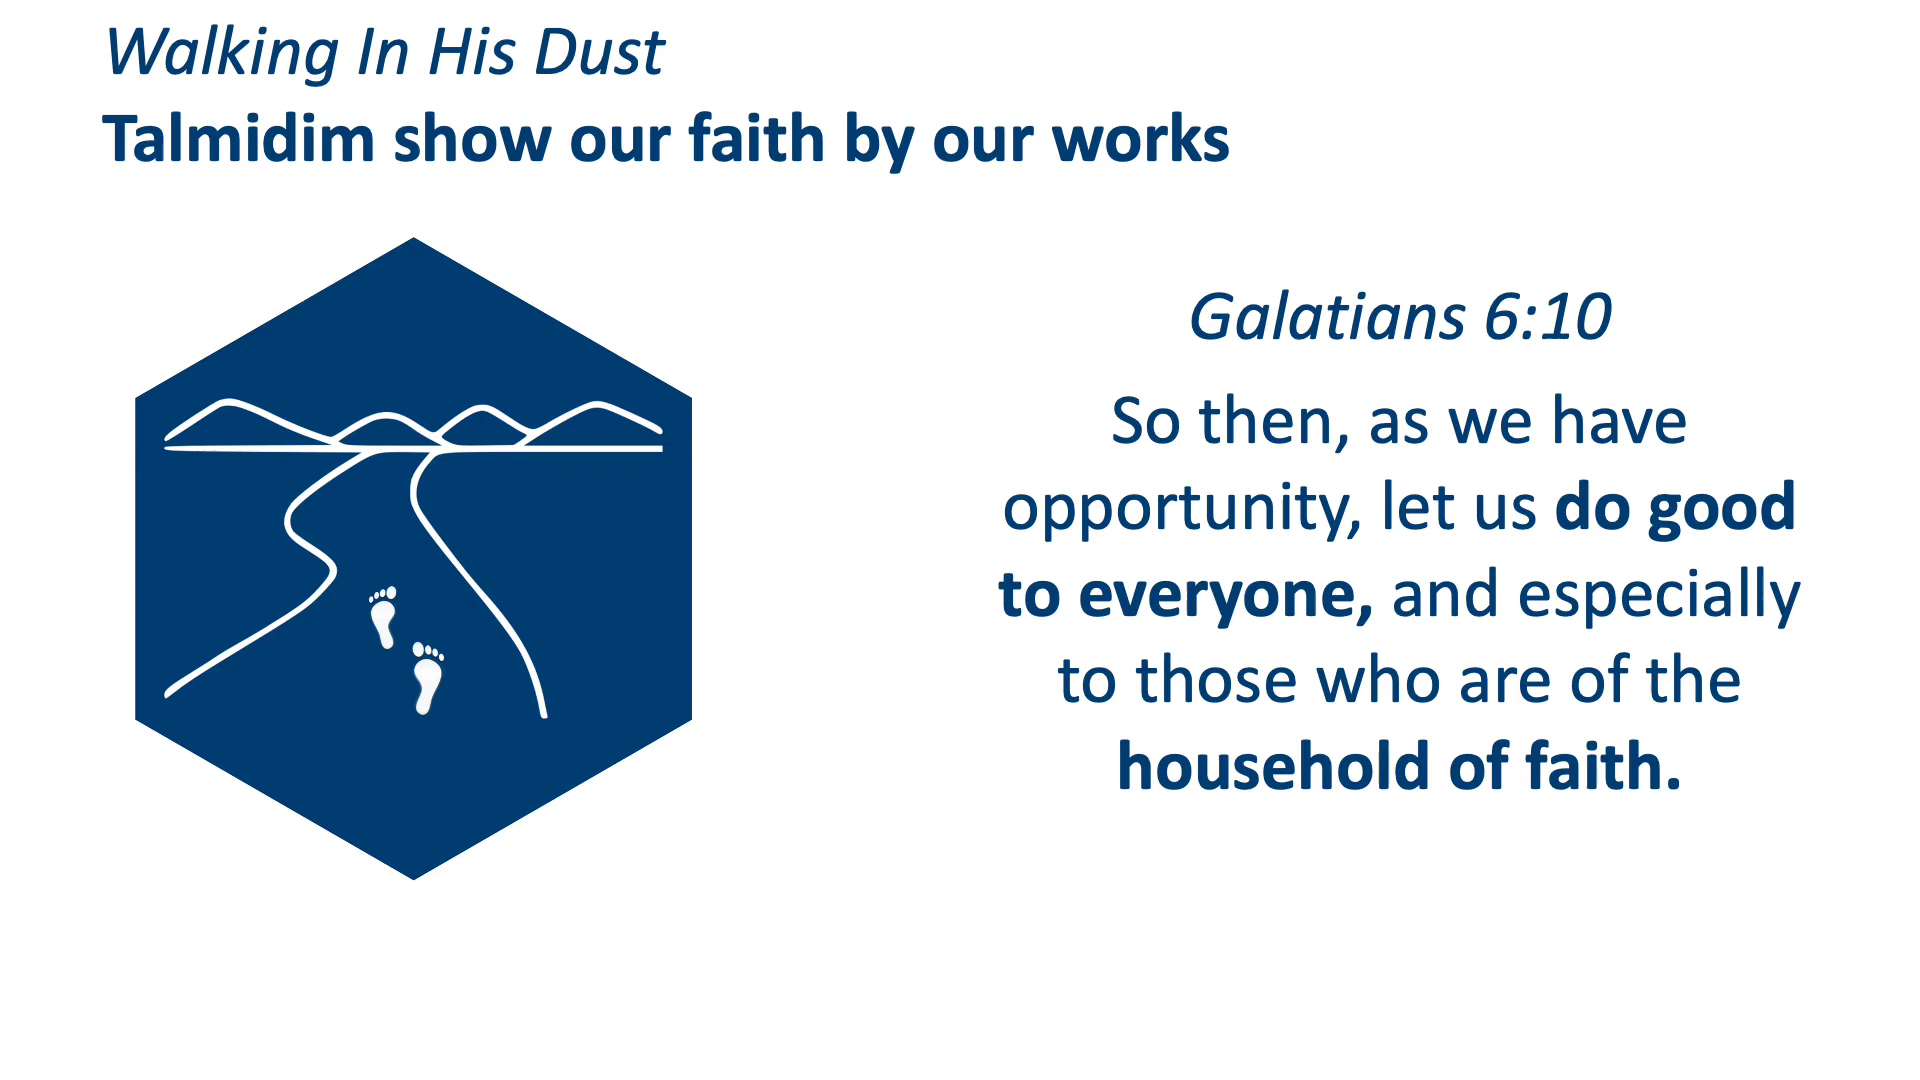 Walking In His Dust
Talmidim show our faith by our works
Galatians 6:10
So then, as we have
opportunity, let us do good
to everyone, and especially
to those who are of the
household of faith.